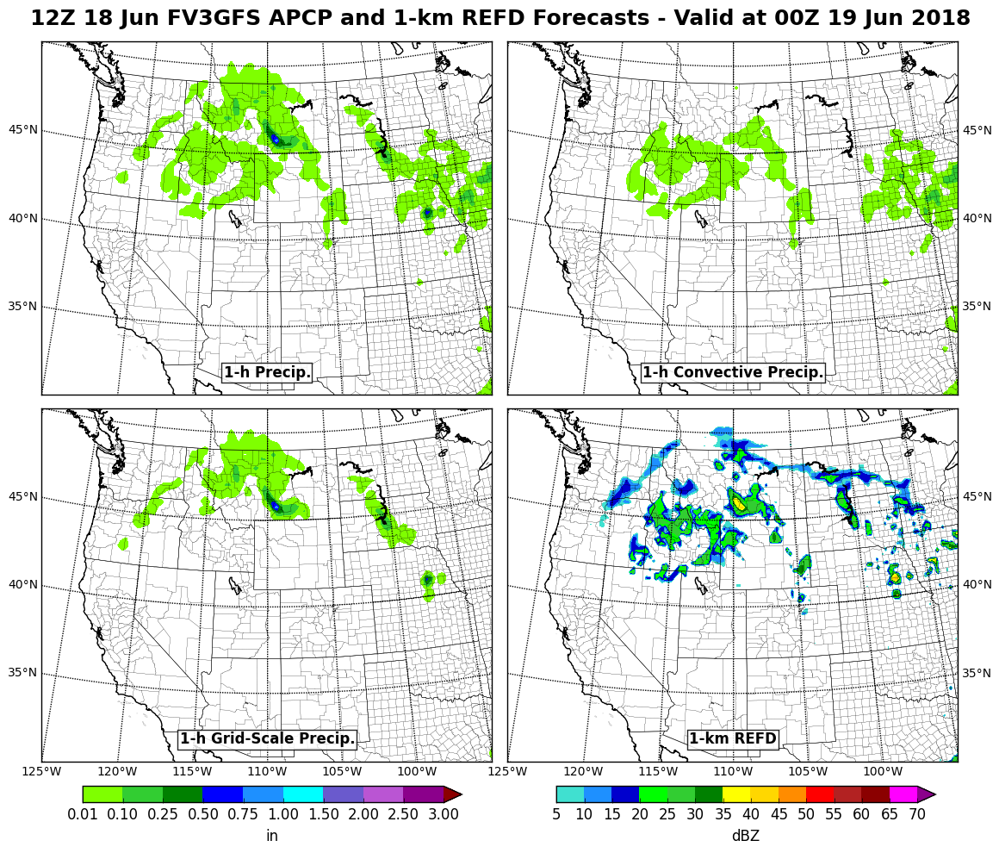 12Z 18 Jun FV3GFS APCP and 1-km REFD Forecasts - Valid at 00Z 19 Jun 2018
45°N
45°N
40°N
40°N
35°N
35°N
1-h Precip.
1-h Convective Precip.
45°N
45°N
40°N
40°N
35°N
35°N
1-h Grid-Scale Precip.
1-km REFD
125°W 120°W 115°W 110°W 105°W 100°W 125°W 120°W 115°W 110°W 105°W 100°W
0.01 0.10 0.25 0.50 0.75 1.00 1.50 2.00 2.50 3.00
5 10 15 20 25 30 35 40 45 50 55 60 65 70
in
dBZ